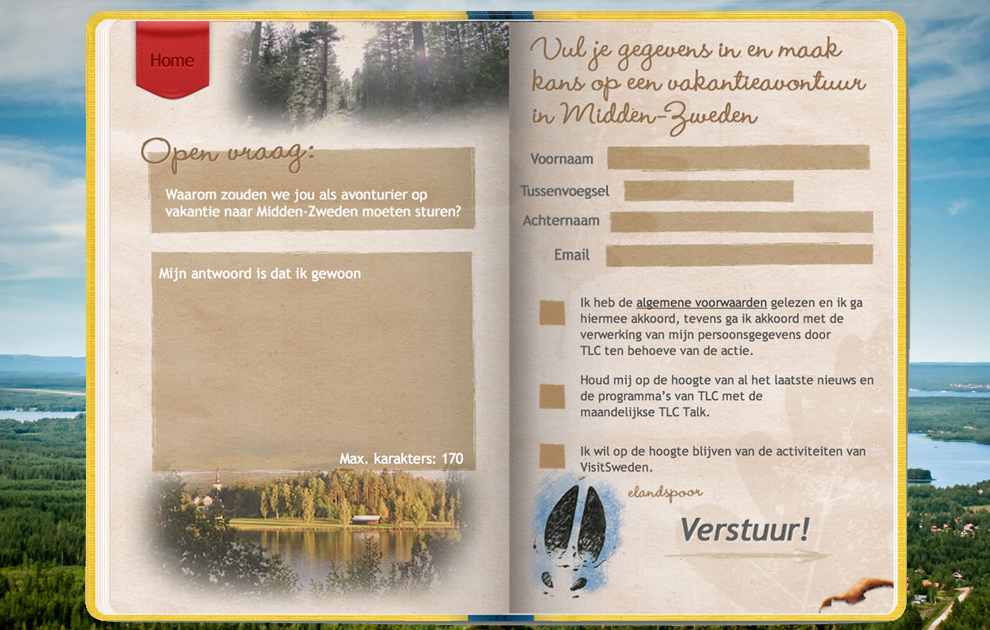 Home
Open vraag:
Waarom zouden we jou als avonturier op
vakantie naar Midden-Zweden moeten sturen?
Mijn antwoord is dat ik gewoon
Max. karakters: 170
Vul je gegevens in en maak
kans op een vakantieavontuur
in Midden-Zweden
Voornaam
Tussenvoegsel
Achternaam
Email
Ik heb de algemene voorwaarden gelezen en ik ga
hiermee akkoord, tevens ga ik akkoord met de
verwerking van mijn persoonsgegevens door
TLC ten behoeve van de actie.
Houd mij op de hoogte van al het laatste nieuws en
de programma's van TLC met de
maandelijkse TLC Talk.
Ik wil op de hoogte blijven van de activiteiten van
VisitSweden.
elandspoor
Verstuur!